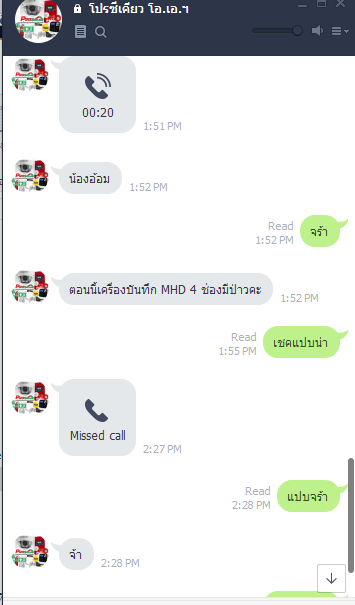 โปรซีเดียว โอ.เอ.ฯ
00:20
1:51 PM
น้องอ้อม
1:52 PM
Read
1:52 PM
จร้า
ตอนนี้เครื่องบันทึก MHD 4 ช่องมีป่าวคะ
1:52 PM
Read
1:55 PM
เชคแปบน่า
Missed call
2:27 PM
Read
2:28 PM
แปบจร้า
จ้า
2:28 PM